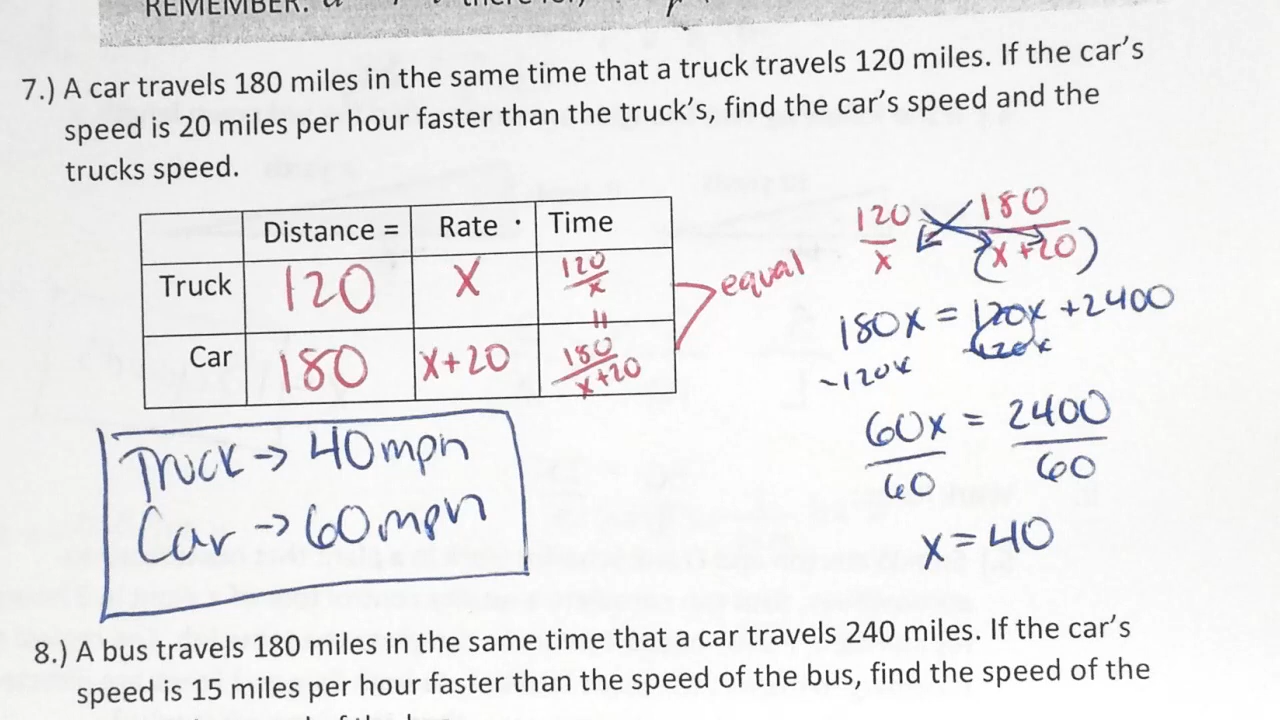 REMEMBER:
7.) A car travels 180 miles in the same time that a truck travels 120 miles. If the car's
speed is 20 miles per hour faster than the truck's, find the car's speed and the
trucks speed.
Distance = Rate · Time
Truck 120 x 120/x
=
Car 180 x+20 180/x+20
equal
120/x 180/(x+20)
180x = 120x + 2400
-120x -120x
60x = 2400
60 60
x = 40
Truck → 40mph
Car → 60mph
8.) A bus travels 180 miles in the same time that a car travels 240 miles. If the car's
speed is 15 miles per hour faster than the speed of the bus, find the speed of the